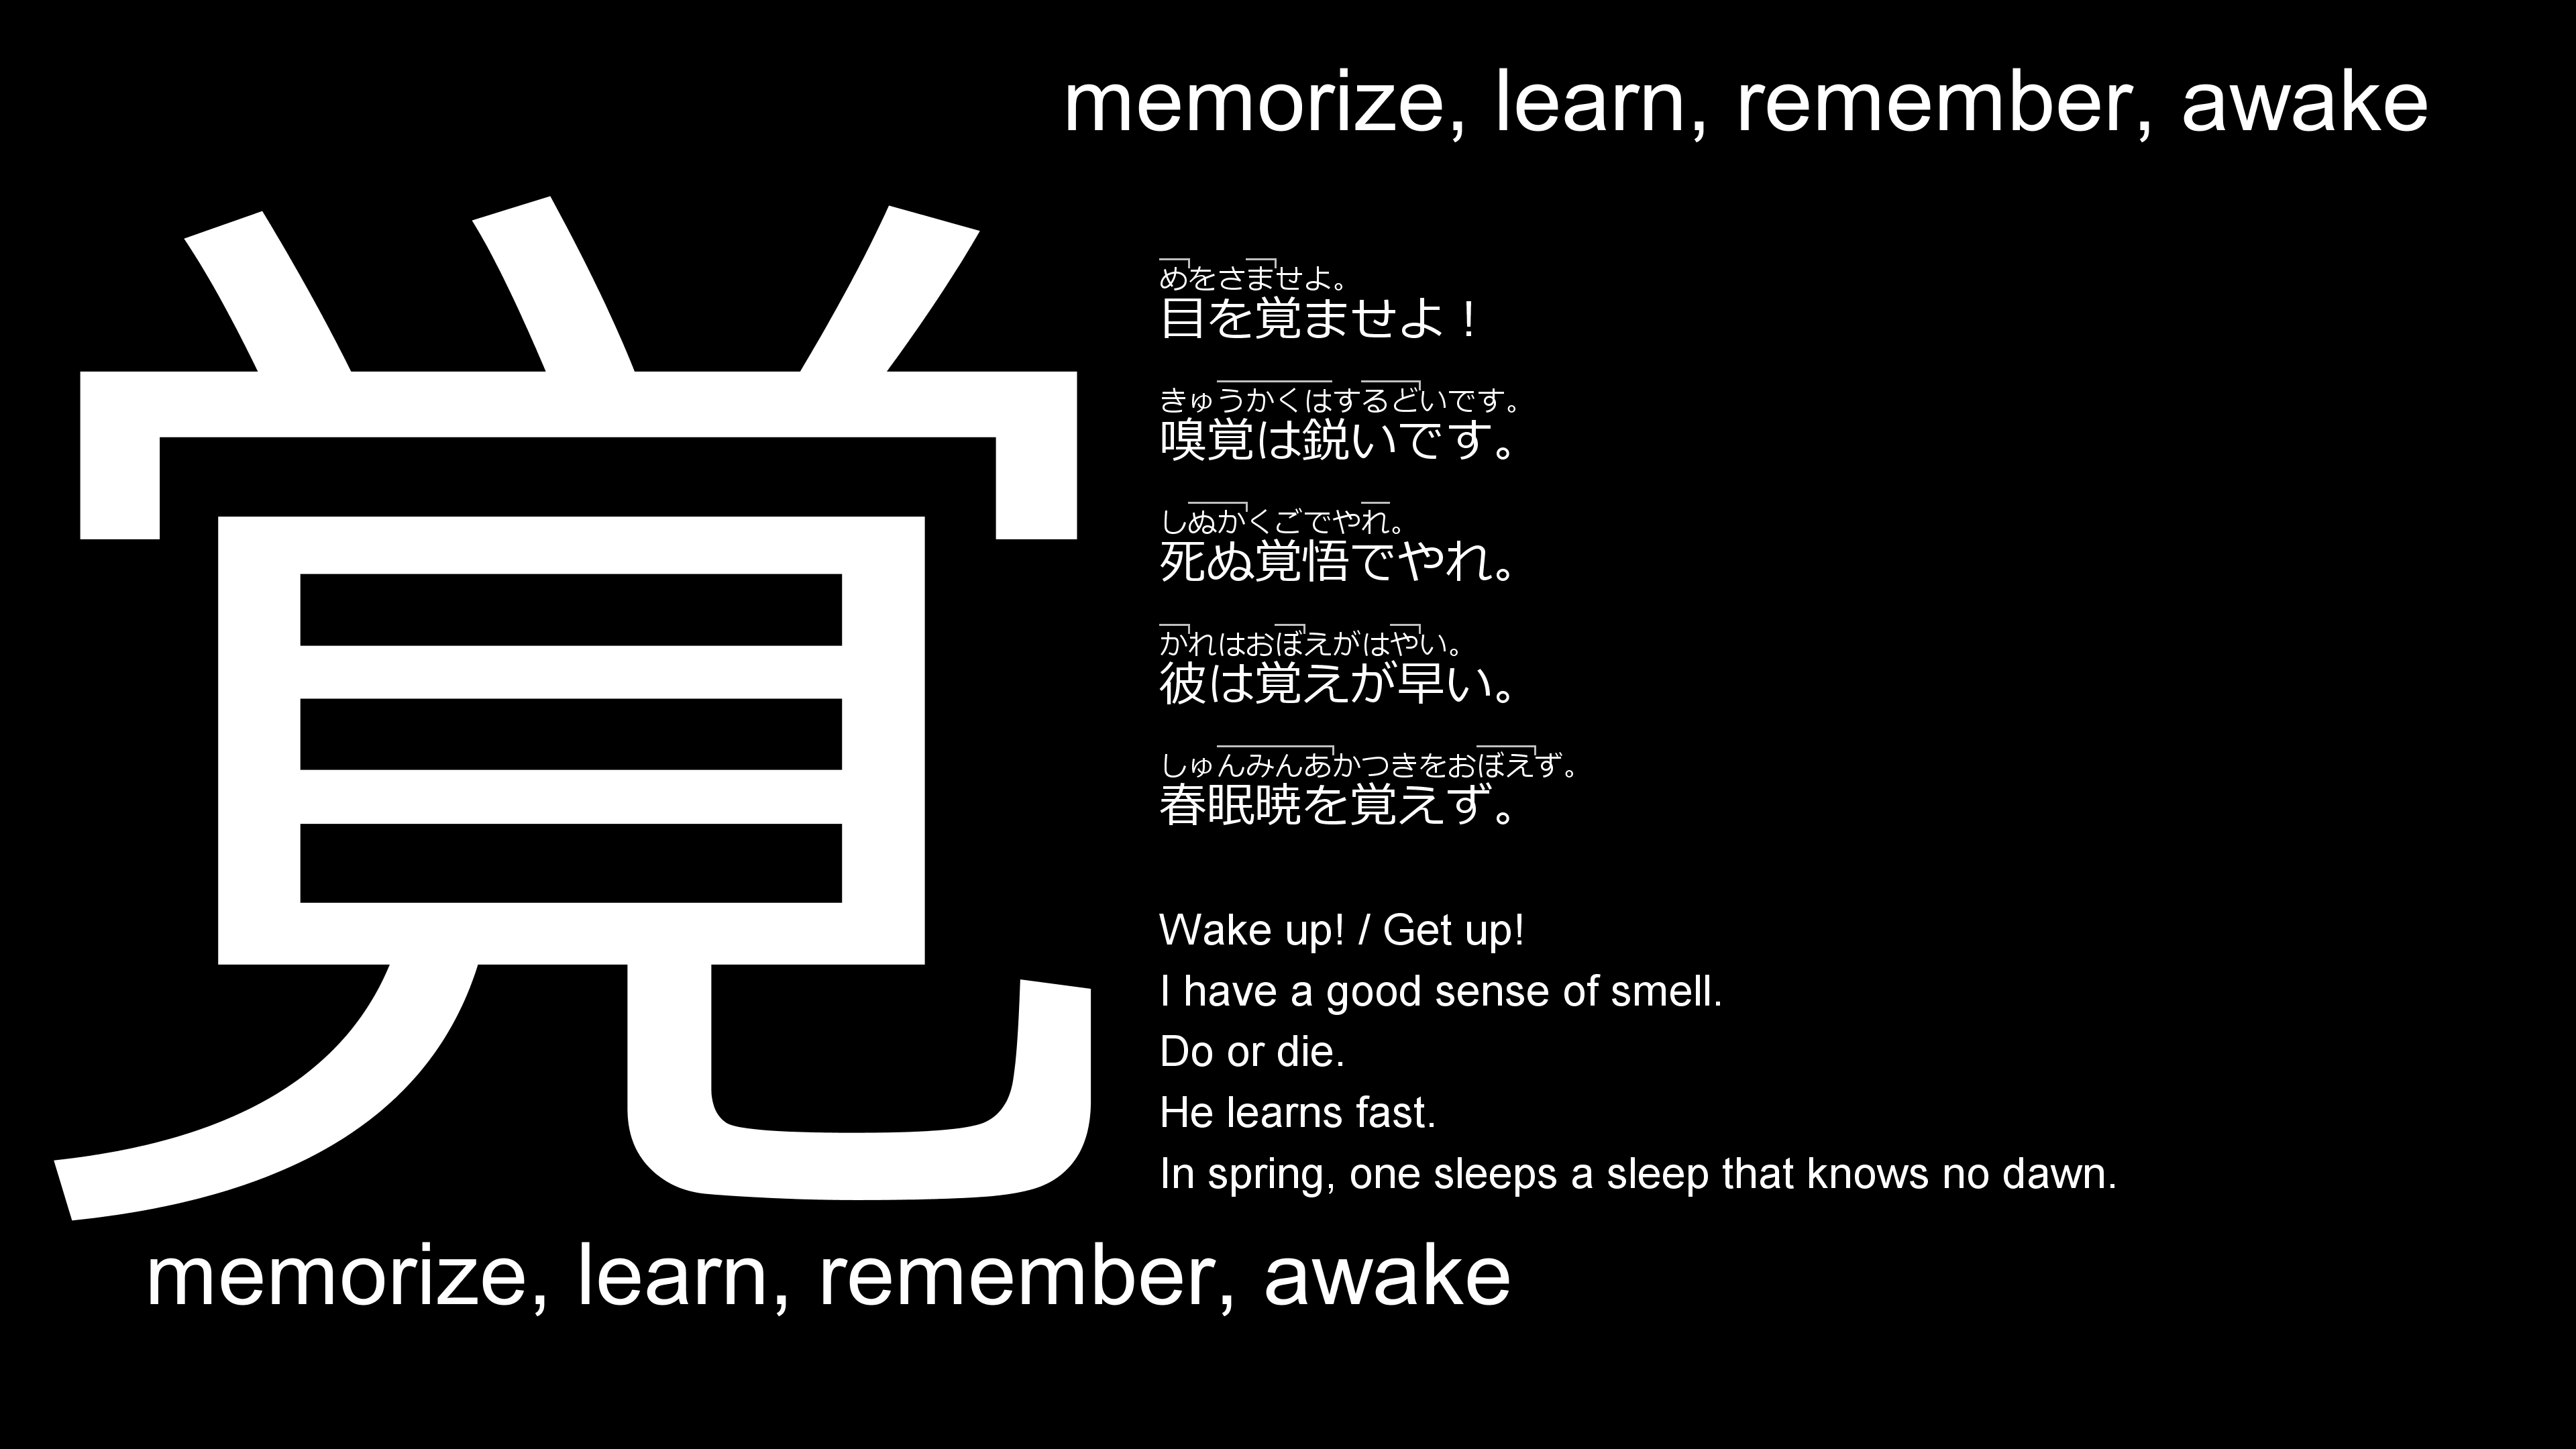 memorize, learn, remember, awake
覚
めをさませよ。
目を覚ませよ！
きゅうかくはするどいです。
嗅覚は鋭いです。
しぬかくごでやれ。
死ぬ覚悟でやれ。
かれはおぼえがはやい。
彼は覚えが早い。
しゅんみんあかつきをおぼえず。
春眠暁を覚えず。
Wake up! / Get up!
I have a good sense of smell.
Do or die.
He learns fast.
In spring, one sleeps a sleep that knows no dawn.
memorize, learn, remember, awake